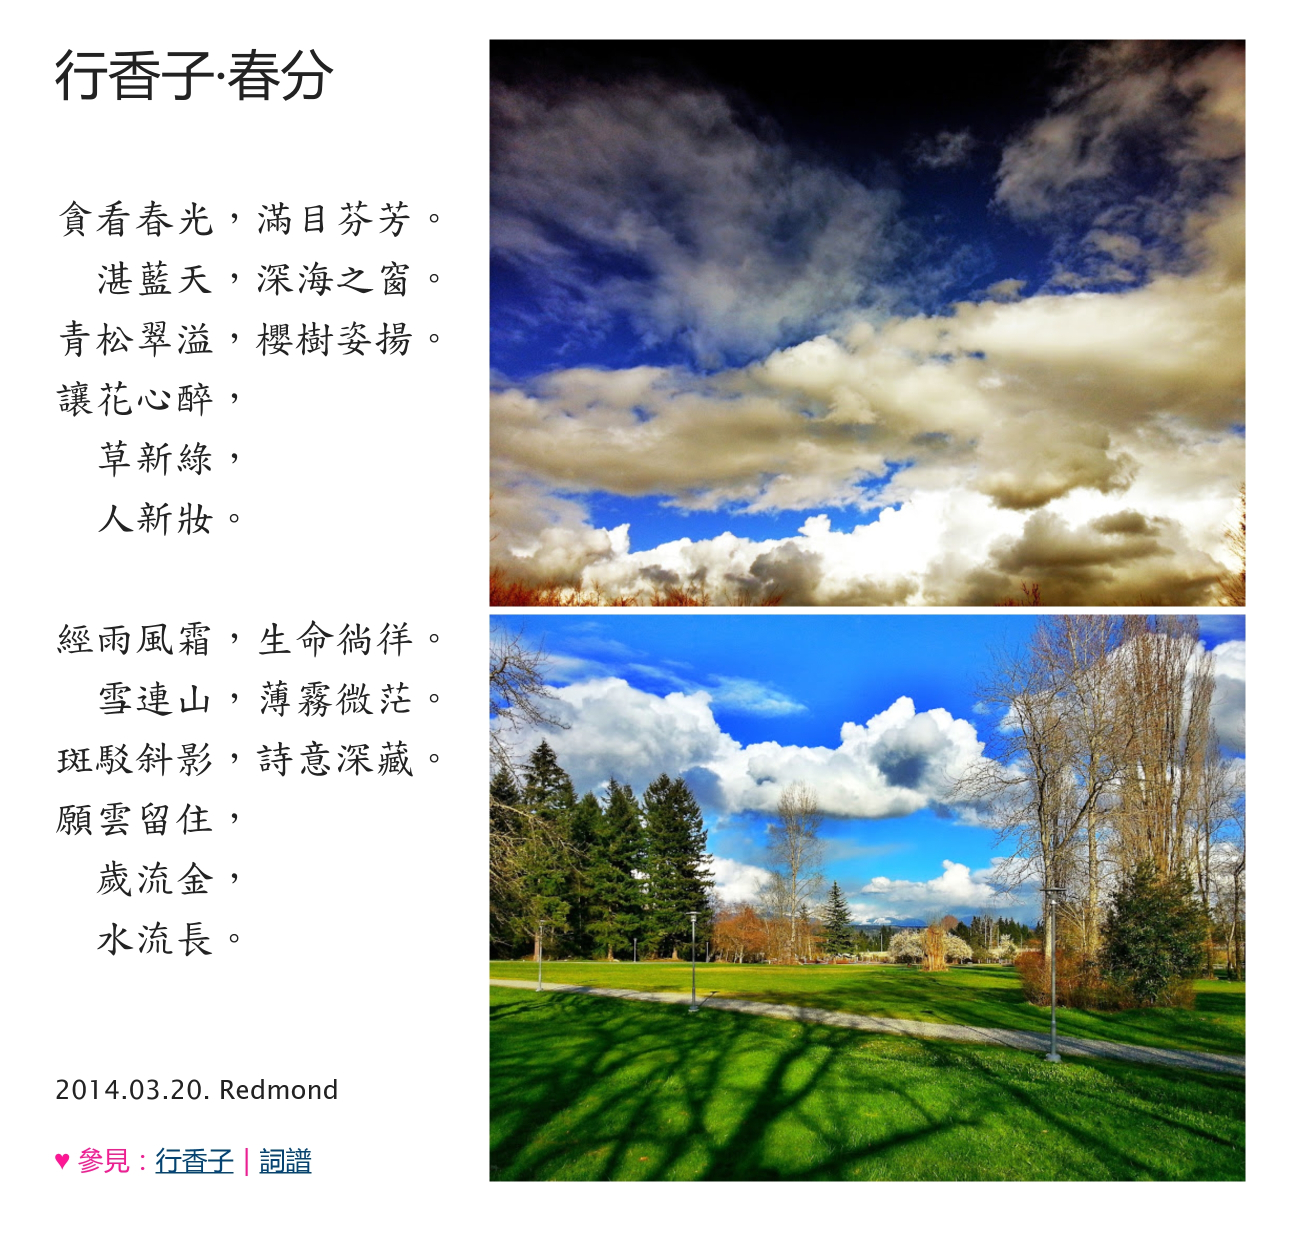 行香子·春分
貪看春光，滿目芬芳。
湛藍天，深海之窗。
青松翠溢，櫻樹姿揚。
讓花心醉，
草新綠，
人新妝。
經雨風霜，生命徜徉。
雪連山，薄霧微茫。
斑駁斜影，詩意深藏。
願雲留住，
歲流金，
水流長。
2014.03.20. Redmond
♥ 參見：行香子 | 詞譜